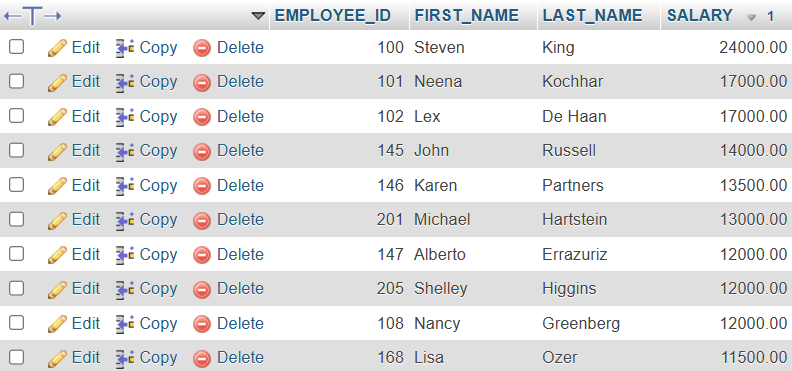 EMPLOYEE_ID FIRST_NAME LAST_NAME SALARY 1
Edit Copy Delete 100 Steven King 24000.00
Edit Copy Delete 101 Neena Kochhar 17000.00
Edit Copy Delete 102 Lex De Haan 17000.00
Edit Copy Delete 145 John Russell 14000.00
Edit Copy Delete 146 Karen Partners 13500.00
Edit Copy Delete 201 Michael Hartstein 13000.00
Edit Copy Delete 147 Alberto Errazuriz 12000.00
Edit Copy Delete 205 Shelley Higgins 12000.00
Edit Copy Delete 108 Nancy Greenberg 12000.00
Edit Copy Delete 168 Lisa Ozer 11500.00